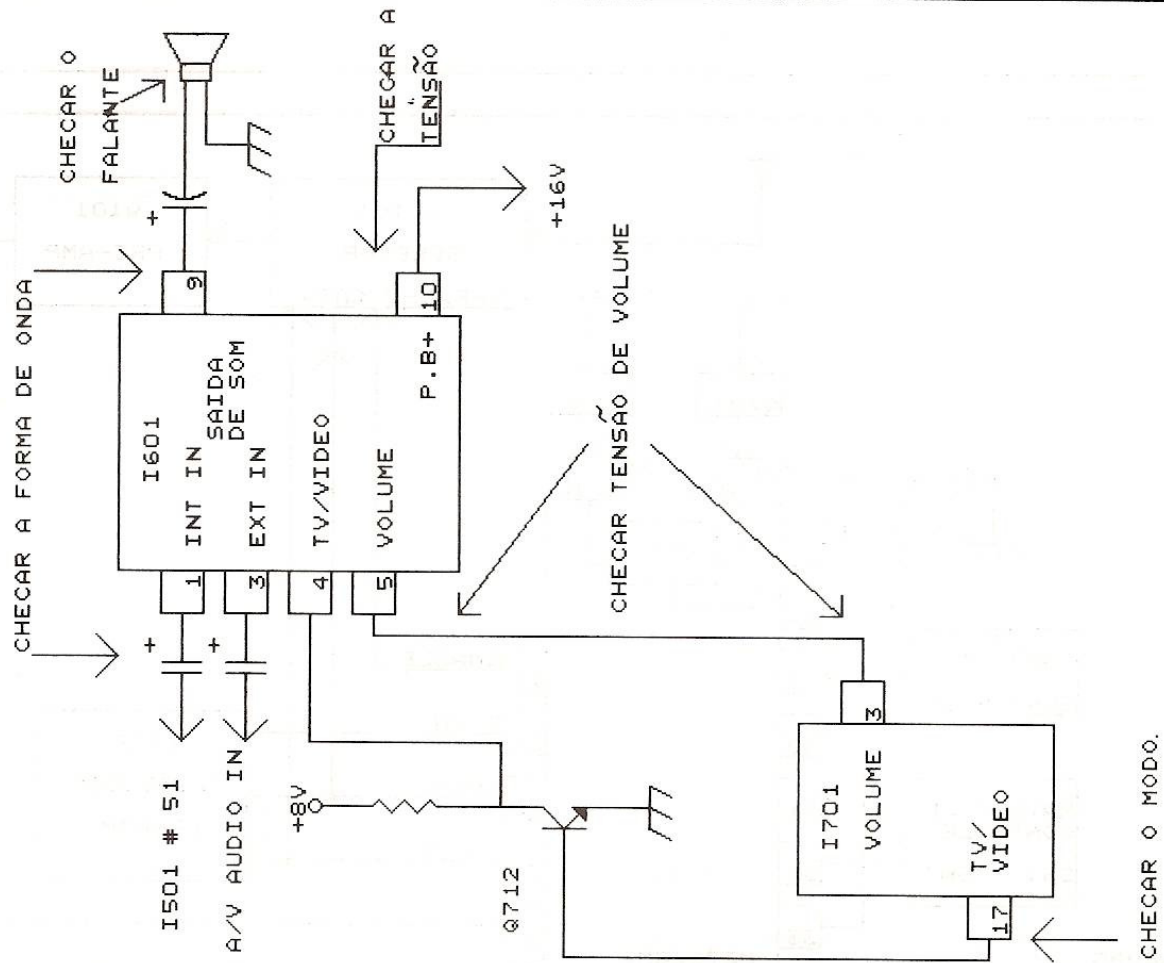 CHECAR A FORMA DE ONDA
CHECAR O
FALANTE
CHECAR A
TENSÃO
I501 # 51
A/V AUDIO IN
+
+
+
1
3
4
5
9
10
I601
INT IN
SAIDA
DE SOM
EXT IN
TV/VIDEO
VOLUME
P.B+
+16V
+8V
Q712
CHECAR TENSÃO DE VOLUME
I701
VOLUME
3
TV/
VIDEO
17
CHECAR O MODO.